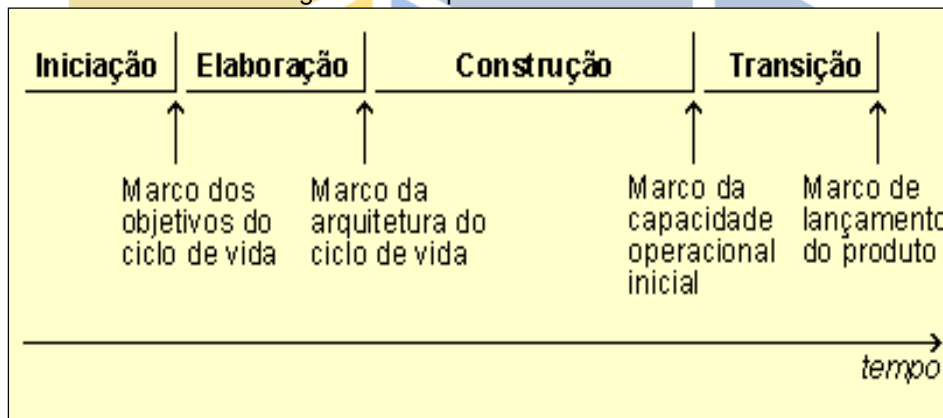 Iniciação Elaboração Construção Transição
Marco dos
objetivos do
ciclo de vida
Marco da
arquitetura do
ciclo de vida
Marco da
capacidade
operacional
inicial
Marco de
lançamento
do produto
tempo